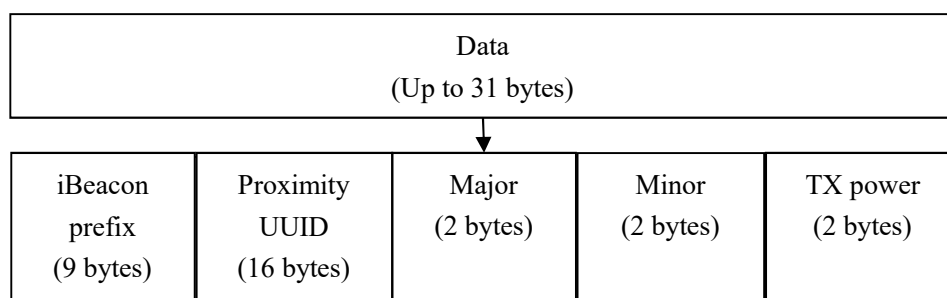 Data
(Up to 31 bytes)
iBeacon
prefix
(9 bytes)
Proximity
UUID
(16 bytes)
Major
(2 bytes)
Minor
(2 bytes)
TX power
(2 bytes)